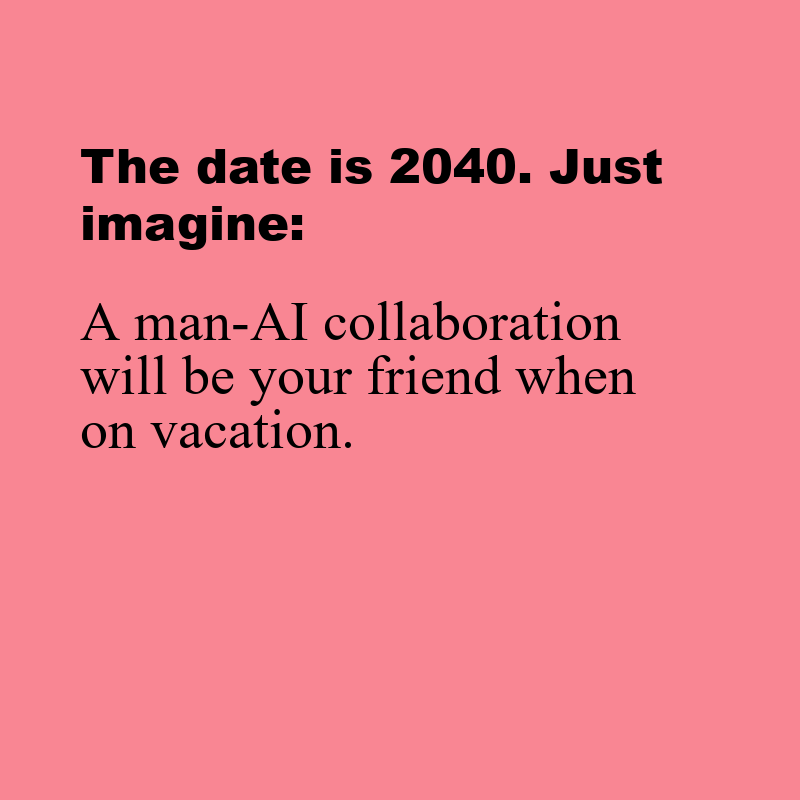 The date is 2040. Just
imagine:
A man-AI collaboration
will be your friend when
on vacation.